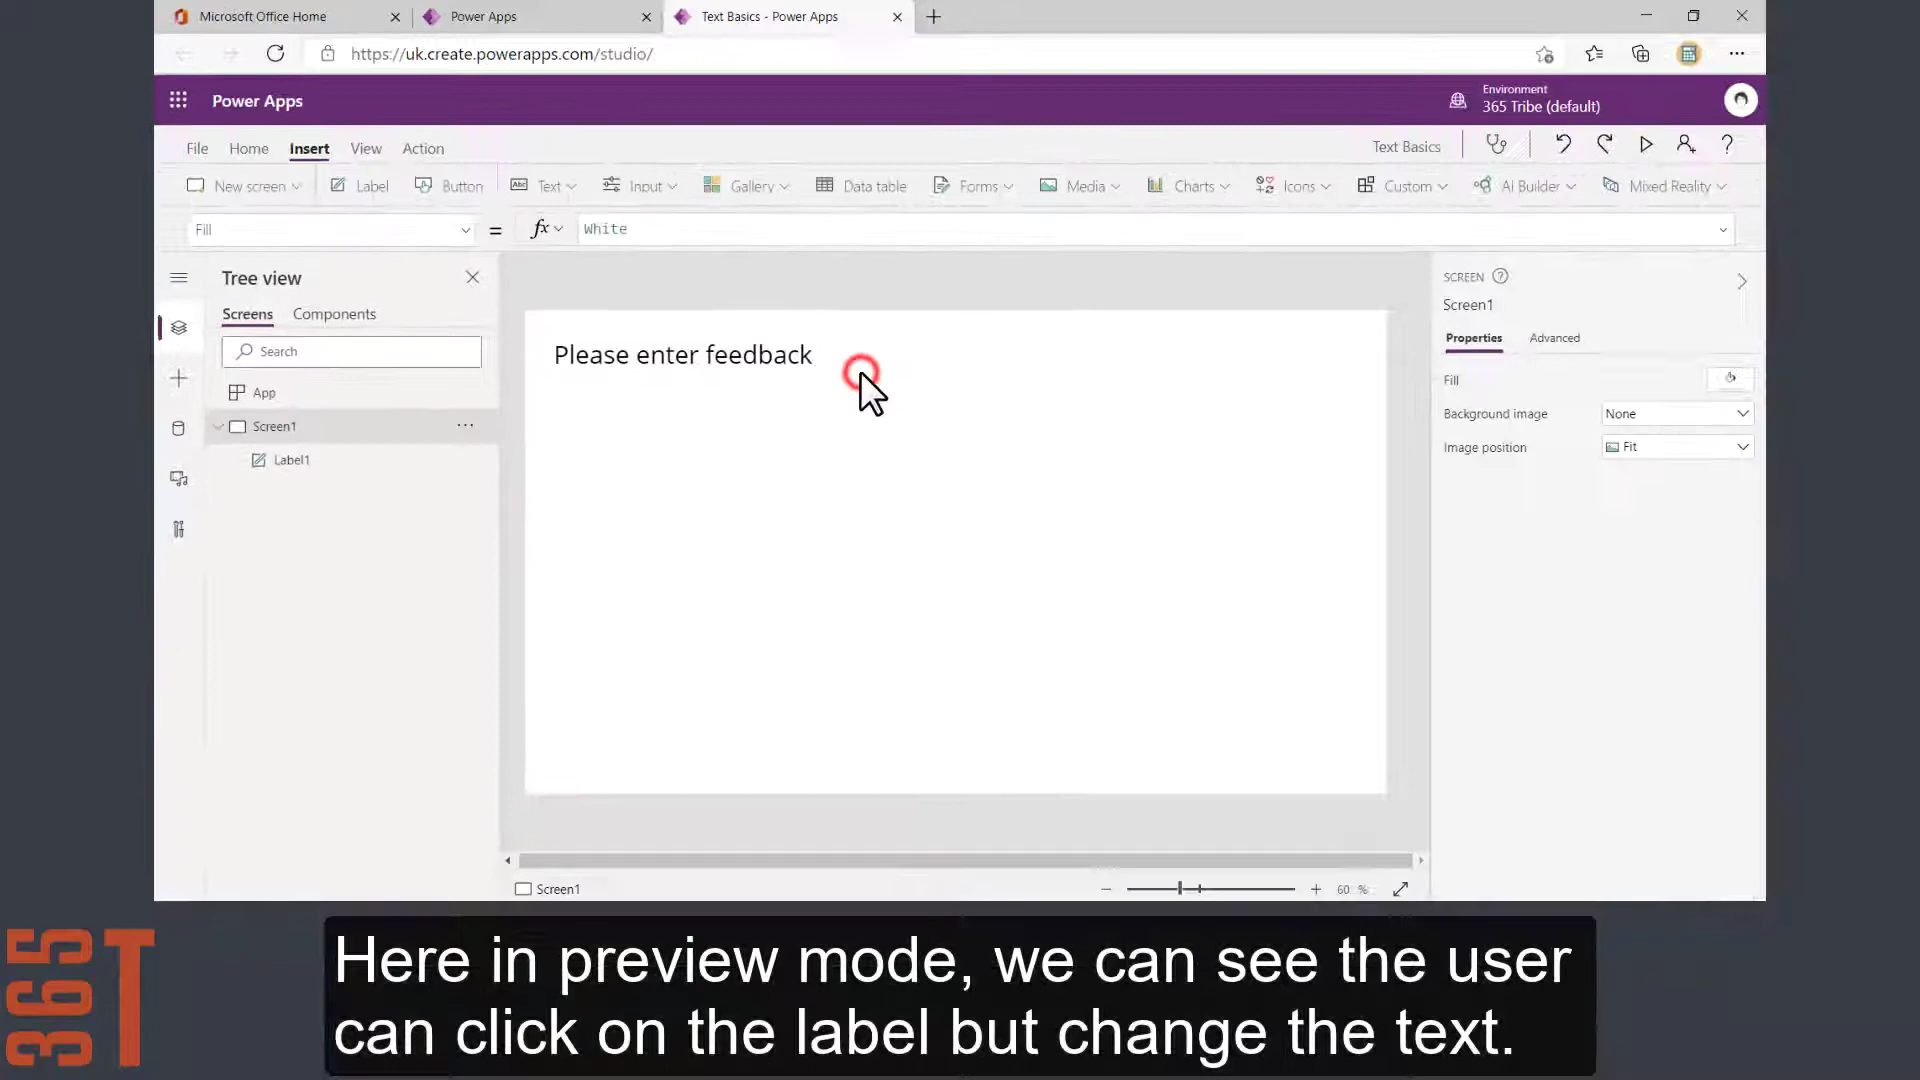 Microsoft Office Home
Power Apps
Text Basics - Power Apps
https://uk.create.powerapps.com/studio/
Power Apps
Environment
365 Tribe (default)
File Home Insert View Action
Text Basics
New screen Label Button Text Input Gallery Data table Forms Media Charts Icons Custom AI Builder Mixed Reality
Fill = fx White
Tree view
Screens Components
Search
App
Screen1
Label1
Please enter feedback
SCREEN
Screen1
Properties Advanced
Fill
Background image None
Image position Fit
Screen1
60 %
365T
Here in preview mode, we can see the user
can click on the label but change the text.